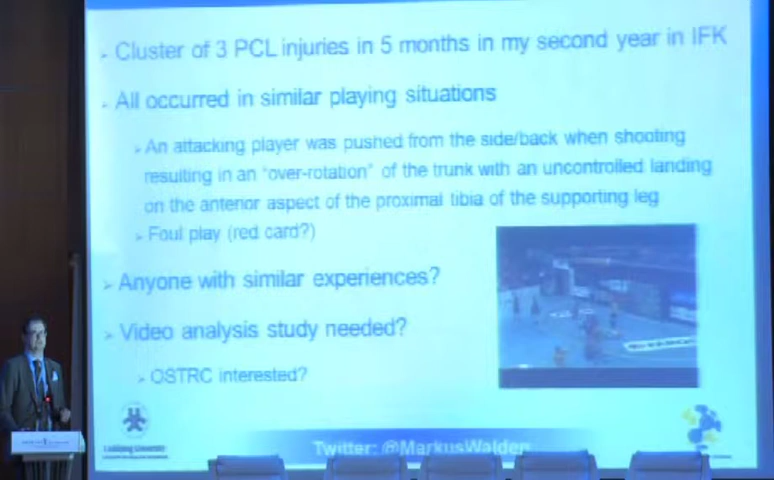 Cluster of 3 PCL injuries in 5 months in my second year in IFK
All occurred in similar playing situations
An attacking player was pushed from the side/back when shooting
resulting in an "over-rotation" of the trunk with an uncontrolled landing
on the anterior aspect of the proximal tibia of the supporting leg
Foul play (red card?)
Anyone with similar experiences?
Video analysis study needed?
OSTRC interested?
Linköping University
Twitter: @MarkusWalden